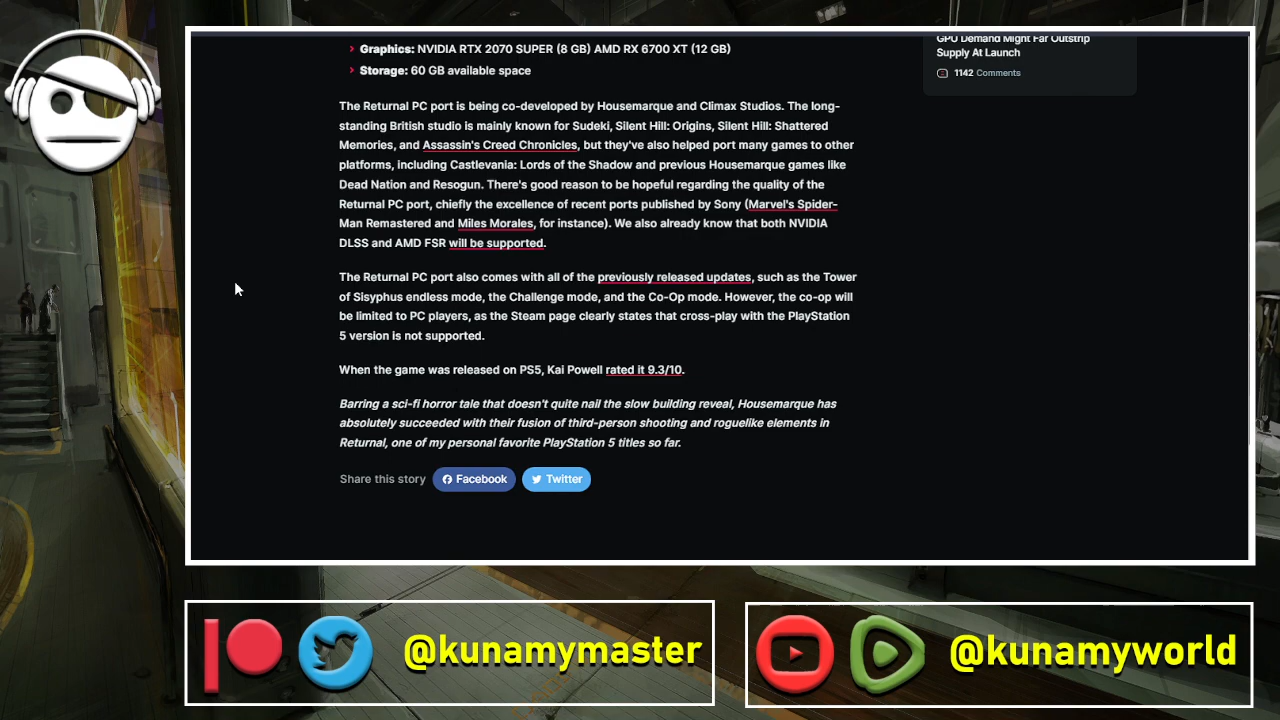 Graphics: NVIDIA RTX 2070 SUPER (8 GB) AMD RX 6700 XT (12 GB)
Storage: 60 GB available space
The Returnal PC port is being co-developed by Housemarque and Climax Studios. The long-
standing British studio is mainly known for Sudeki, Silent Hill: Origins, Silent Hill: Shattered
Memories, and Assassin's Creed Chronicles, but they've also helped port many games to other
platforms, including Castlevania: Lords of the Shadow and previous Housemarque games like
Dead Nation and Resogun. There's good reason to be hopeful regarding the quality of the
Returnal PC port, chiefly the excellence of recent ports published by Sony (Marvel's Spider-
Man Remastered and Miles Morales, for instance). We also already know that both NVIDIA
DLSS and AMD FSR will be supported.
The Returnal PC port also comes with all of the previously released updates, such as the Tower
of Sisyphus endless mode, the Challenge mode, and the Co-Op mode. However, the co-op will
be limited to PC players, as the Steam page clearly states that cross-play with the PlayStation
5 version is not supported.
When the game was released on PS5, Kai Powell rated it 9.3/10.
Barring a sci-fi horror tale that doesn't quite nail the slow building reveal, Housemarque has
absolutely succeeded with their fusion of third-person shooting and roguelike elements in
Returnal, one of my personal favorite PlayStation 5 titles so far.
Share this story Facebook Twitter
GPU Demand Might Far Outstrip
Supply At Launch
1142 Comments
@kunamymaster
@kunamyworld